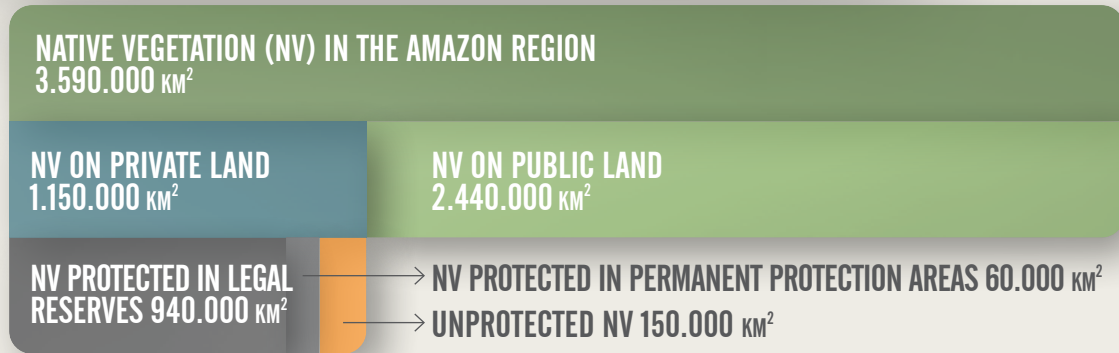 NATIVE VEGETATION (NV) IN THE AMAZON REGION
3.590.000 KM²
NV ON PRIVATE LAND
1.150.000 KM²
NV ON PUBLIC LAND
2.440.000 KM²
NV PROTECTED IN LEGAL
RESERVES 940.000 KM²
NV PROTECTED IN PERMANENT PROTECTION AREAS 60.000 KM²
UNPROTECTED NV 150.000 KM²